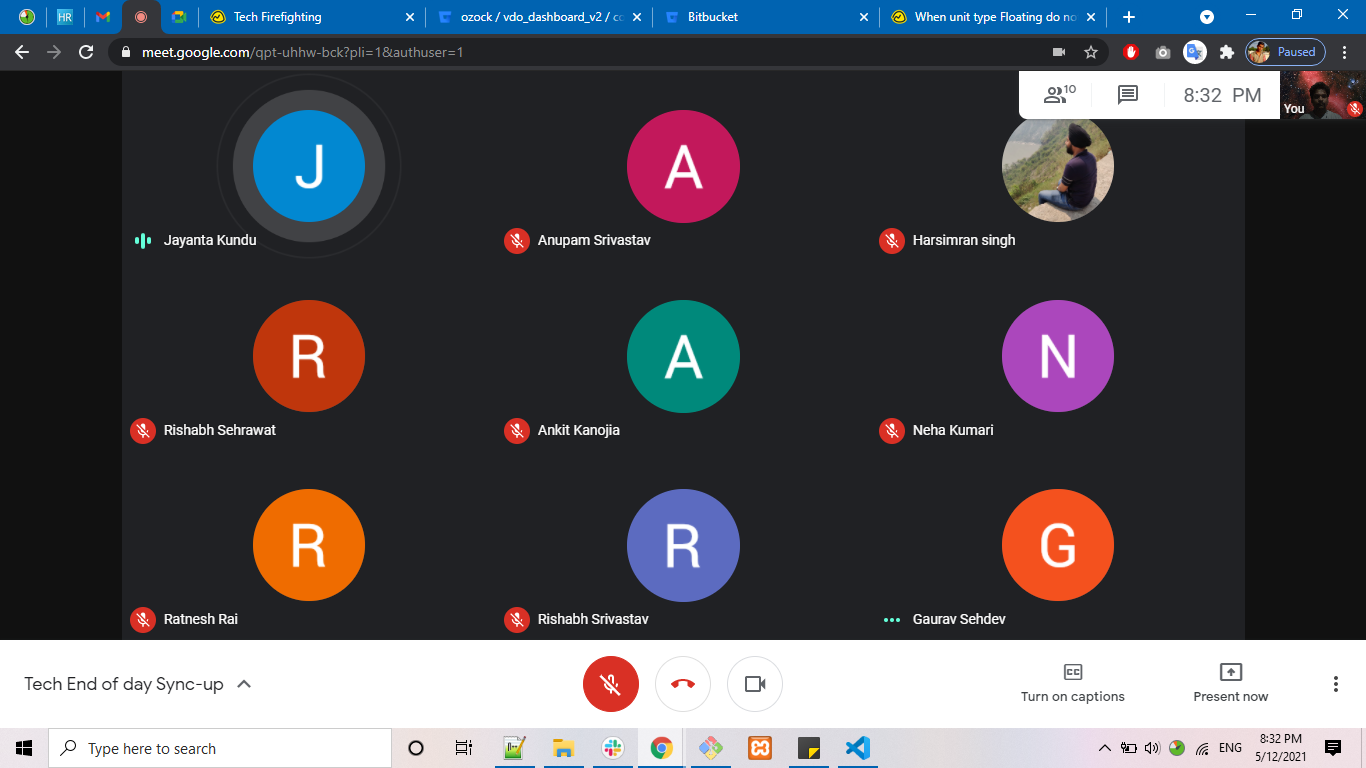 HR
Tech Firefighting
ozock / vdo_dashboard_v2 / co
Bitbucket
When unit type Floating do no
meet.google.com/qpt-uhhw-bck?pli=1&authuser=1
Paused
10
8:32 PM
You
J
A
Jayanta Kundu
Anupam Srivastav
Harsimran singh
R
A
N
Rishabh Sehrawat
Ankit Kanojia
Neha Kumari
R
R
G
Ratnesh Rai
Rishabh Srivastav
Gaurav Sehdev
Tech End of day Sync-up
CC
Turn on captions
Present now
Type here to search
ENG
8:32 PM
5/12/2021